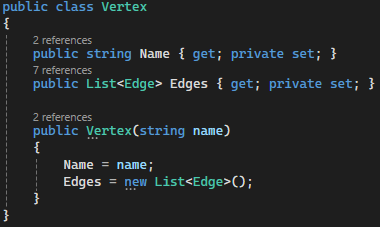 public class Vertex
{
2 references
public string Name { get; private set; }
7 references
public List<Edge> Edges { get; private set; }
2 references
public Vertex(string name)
{
Name = name;
Edges = new List<Edge>();
}
}